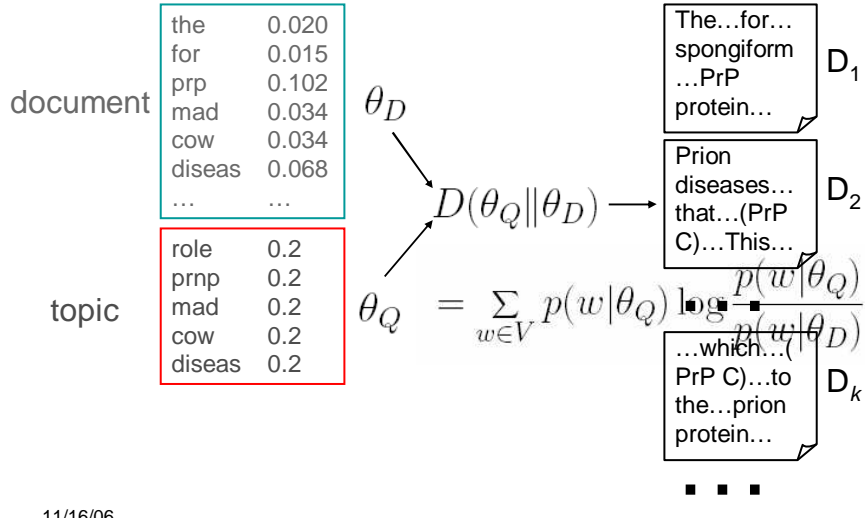 document
the 0.020
for 0.015
prp 0.102
mad 0.034
cow 0.034
diseas 0.068
… …
θ_D
topic
role 0.2
prnp 0.2
mad 0.2
cow 0.2
diseas 0.2
θ_Q
D(θ_Q||θ_D)
= ∑_{w∈V} p(w|θ_Q) log p(w|θ_Q) / p(w|θ_D)
The…for…
spongiform
…PrP
protein…
D_1
Prion
diseases…
that…(PrP
C)…This…
D_2
…which…(
PrP C)…to
the…prion
protein…
D_k
11/16/06